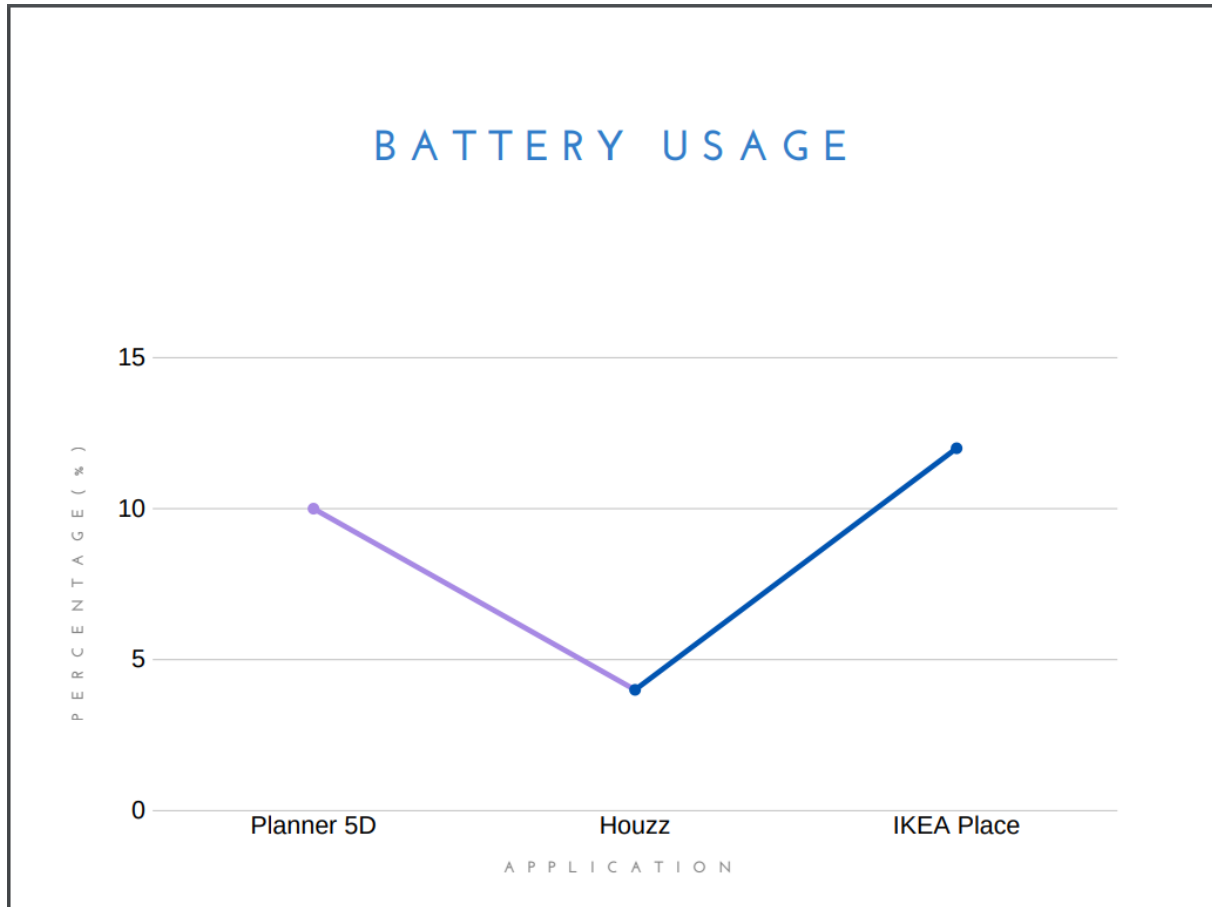 BATTERY USAGE
15
10
5
0
PERCENTAGE(%)
Planner 5D Houzz IKEA Place
APPLICATION